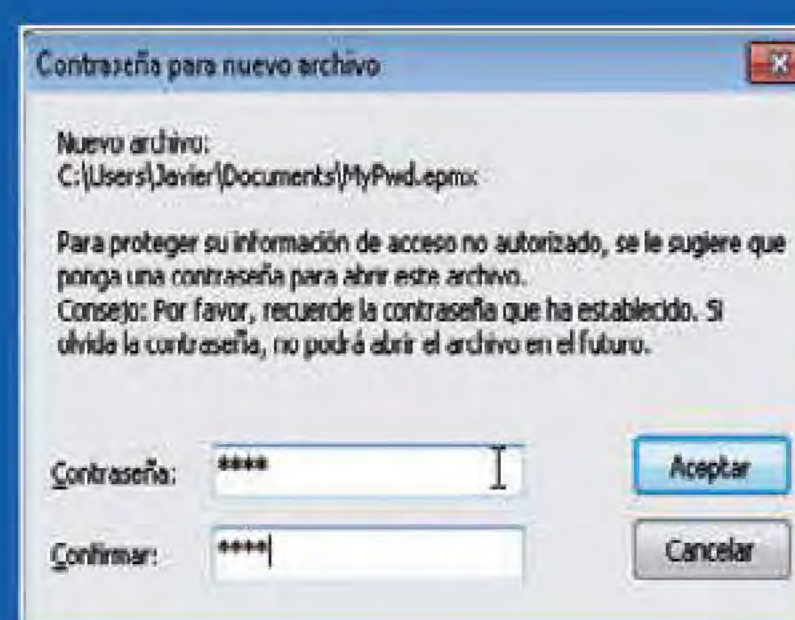 Contraseña para nuevo archivo
Nuevo archivo:
C:\Users\Javier\Documents\MyPwd.epmx
Para proteger su información de acceso no autorizado, se le sugiere que
ponga una contraseña para abrir este archivo.
Consejo: Por favor, recuerde la contraseña que ha establecido. Si
olvida la contraseña, no podrá abrir el archivo en el futuro.
Contraseña: ****
Aceptar
Confirmar: ****
Cancelar